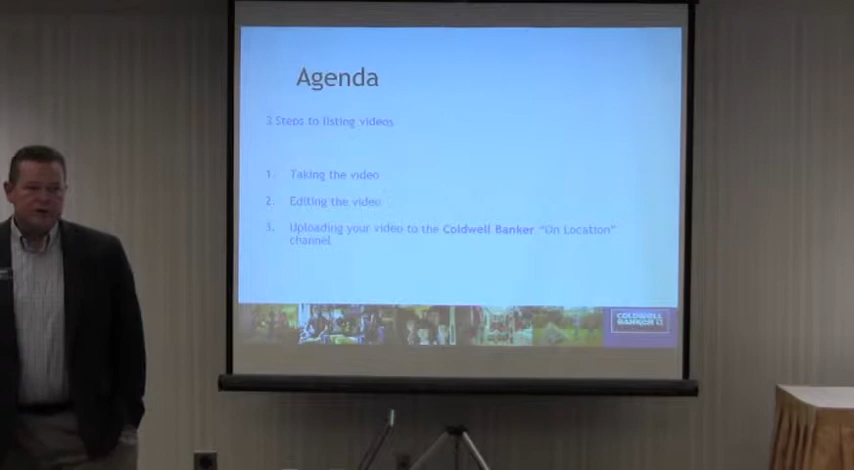 Agenda
3 Steps to listing videos
1. Taking the video
2. Editing the video
3. Uploading your video to the Coldwell Banker "On Location"
channel
COLDWELL
BANKER